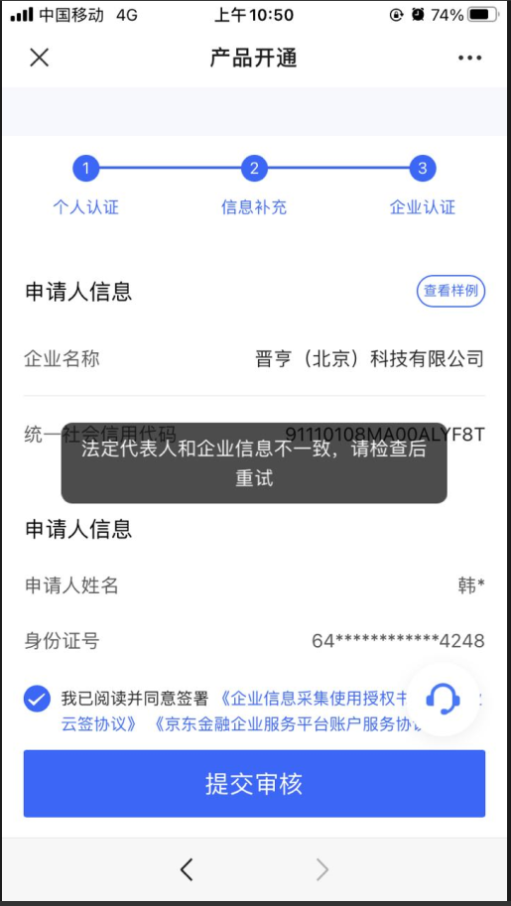 中国移动 4G 上午10:50 74%
产品开通
1 2 3
个人认证 信息补充 企业认证
申请人信息 查看样例
企业名称 晋亨（北京）科技有限公司
统一社会信用代码 91110108MA00ALYF8T
法定代表人和企业信息不一致，请检查后
重试
申请人信息
申请人姓名 韩*
身份证号 64************4248
我已阅读并同意签署 《企业信息采集使用授权书
云签协议》 《京东金融企业服务平台账户服务协议
提交审核